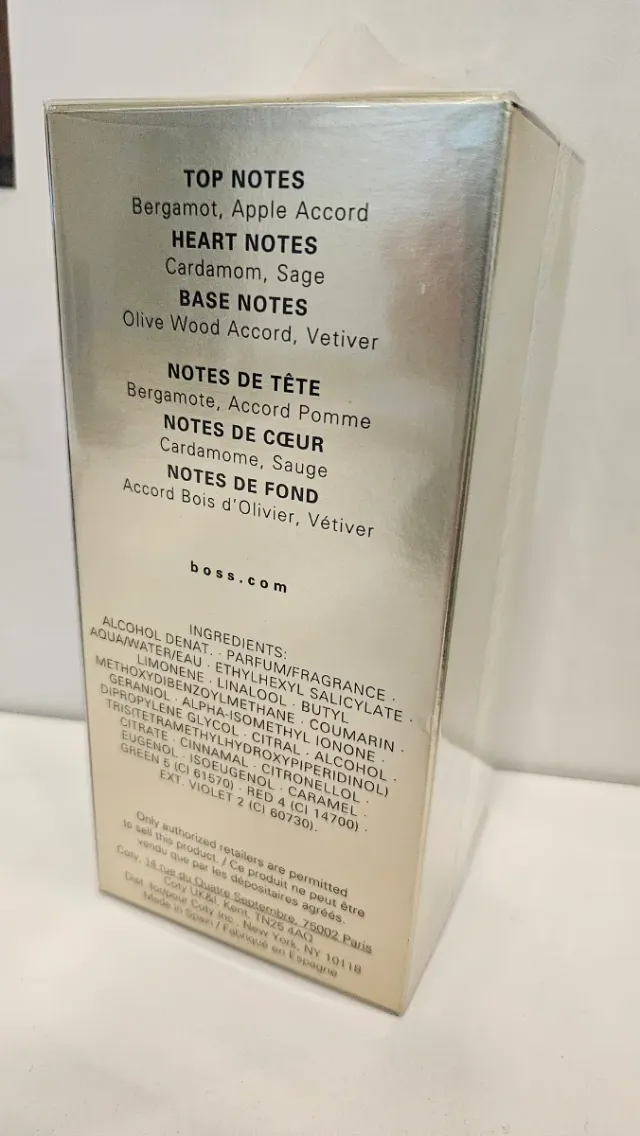 TOP NOTES
Bergamot, Apple Accord
HEART NOTES
Cardamom, Sage
BASE NOTES
Olive Wood Accord, Vetiver
NOTES DE TÊTE
Bergamote, Accord Pomme
NOTES DE CŒUR
Cardamome, Sauge
NOTES DE FOND
Accord Bois d'Olivier, Vétiver
boss.com
INGREDIENTS:
ALCOHOL DENAT. · PARFUM/FRAGRANCE ·
AQUA/WATER/EAU · ETHYLHEXYL SALICYLATE ·
LIMONENE · LINALOOL · BUTYL
METHOXYDIBENZOYLMETHANE · COUMARIN ·
GERANIOL · ALPHA-ISOMETHYL IONONE ·
DIPROPYLENE GLYCOL · CITRAL · ALCOHOL ·
TRIS(TETRAMETHYLHYDROXYPIPERIDINOL)
CITRATE · CINNAMAL · CITRONELLOL ·
EUGENOL · ISOEUGENOL · CARAMEL ·
GREEN 5 (CI 61570) · RED 4 (CI 14700) ·
EXT. VIOLET 2 (CI 60730).
Only authorized retailers are permitted
to sell this product. / Ce produit ne peut être
vendu que par les dépositaires agréés.
Coty, 14 rue du Quatre Septembre, 75002 Paris
Coty UK&I, Kent, TN25 4AQ
Dist. by/pour Coty Inc. New York, NY 10118
Made in Spain / Fabriqué en Espagne